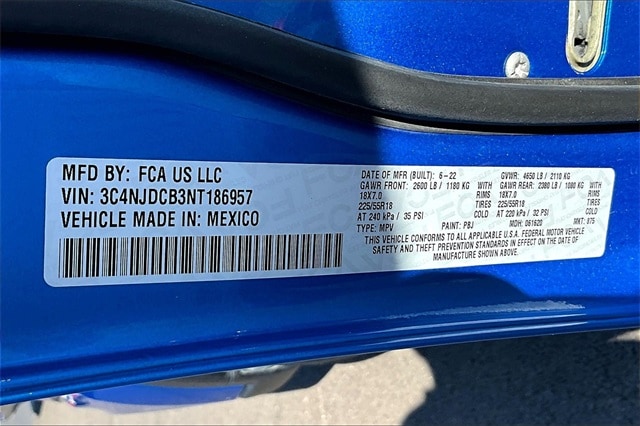 MFD BY: FCA US LLC
VIN: 3C4NJDCB3NT186957
VEHICLE MADE IN: MEXICO
DATE OF MFR (BUILT): 6-22 GVWR: 4650 LB / 2110 KG
GAWR FRONT: 2600 LB / 1180 KG GAWR REAR: 2380 LB / 1080 KG
18X7.0 RIMS 18X7.0 RIMS
225/55R18 TIRES 225/55R18 TIRES
AT 240 kPa / 35 PSI COLD AT 220 kPa / 32 PSI COLD
TYPE: MPV PAINT: PBJ MDH: 061620 MNT: 875
THIS VEHICLE CONFORMS TO ALL APPLICABLE U.S.A. FEDERAL MOTOR VEHICLE
SAFETY AND THEFT PREVENTION STANDARDS IN EFFECT ON THE DATE OF
MANUFACTURE SHOWN ABOVE.